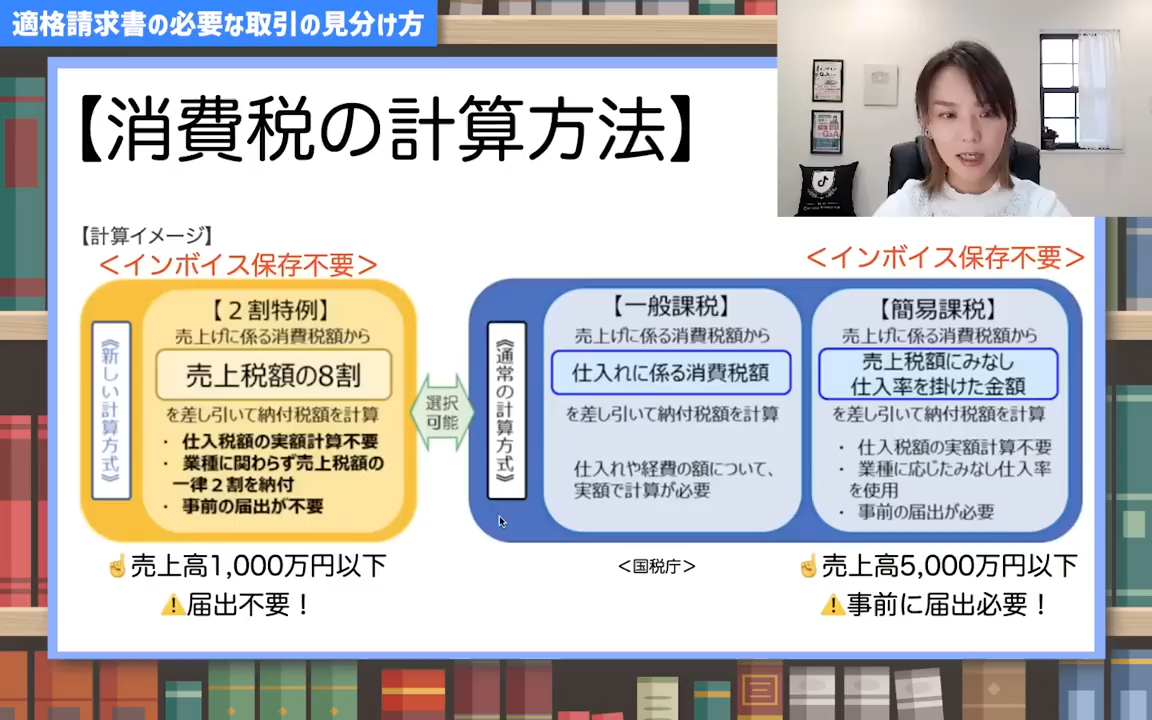 適格請求書の必要な取引の見分け方
【消費税の計算方法】
【計算イメージ】
＜インボイス保存不要＞
＜インボイス保存不要＞
《新しい計算方式》
【２割特例】
売上げに係る消費税額から
売上税額の8割
を差し引いて納付税額を計算
・ 仕入税額の実額計算不要
・ 業種に関わらず売上税額の
一律２割を納付
・ 事前の届出が不要
選択
可能
《通常の計算方式》
【一般課税】
売上げに係る消費税額から
仕入れに係る消費税額
を差し引いて納付税額を計算
仕入れや経費の額について、
実額で計算が必要
【簡易課税】
売上げに係る消費税額から
売上税額にみなし
仕入率を掛けた金額
を差し引いて納付税額を計算
・ 仕入税額の実額計算不要
・ 業種に応じたみなし仕入率
を使用
・ 事前の届出が必要
☝売上高1,000万円以下
⚠届出不要！
＜国税庁＞
☝売上高5,000万円以下
⚠事前に届出必要！